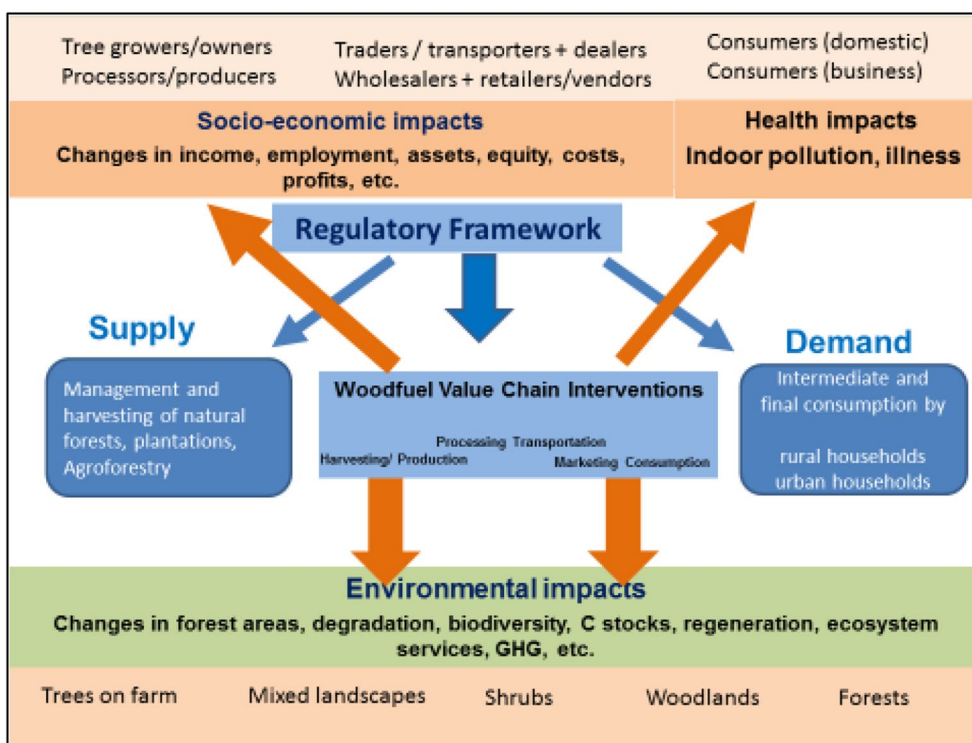 Tree growers/owners
Processors/producers
Traders / transporters + dealers
Wholesalers + retailers/vendors
Consumers (domestic)
Consumers (business)
Socio-economic impacts
Changes in income, employment, assets, equity, costs,
profits, etc.
Health impacts
Indoor pollution, illness
Regulatory Framework
Supply
Management and
harvesting of natural
forests, plantations,
Agroforestry
Woodfuel Value Chain Interventions
Processing Transportation
Harvesting/ Production
Marketing Consumption
Demand
Intermediate and
final consumption by
rural households
urban households
Environmental impacts
Changes in forest areas, degradation, biodiversity, C stocks, regeneration, ecosystem
services, GHG, etc.
Trees on farm
Mixed landscapes
Shrubs
Woodlands
Forests